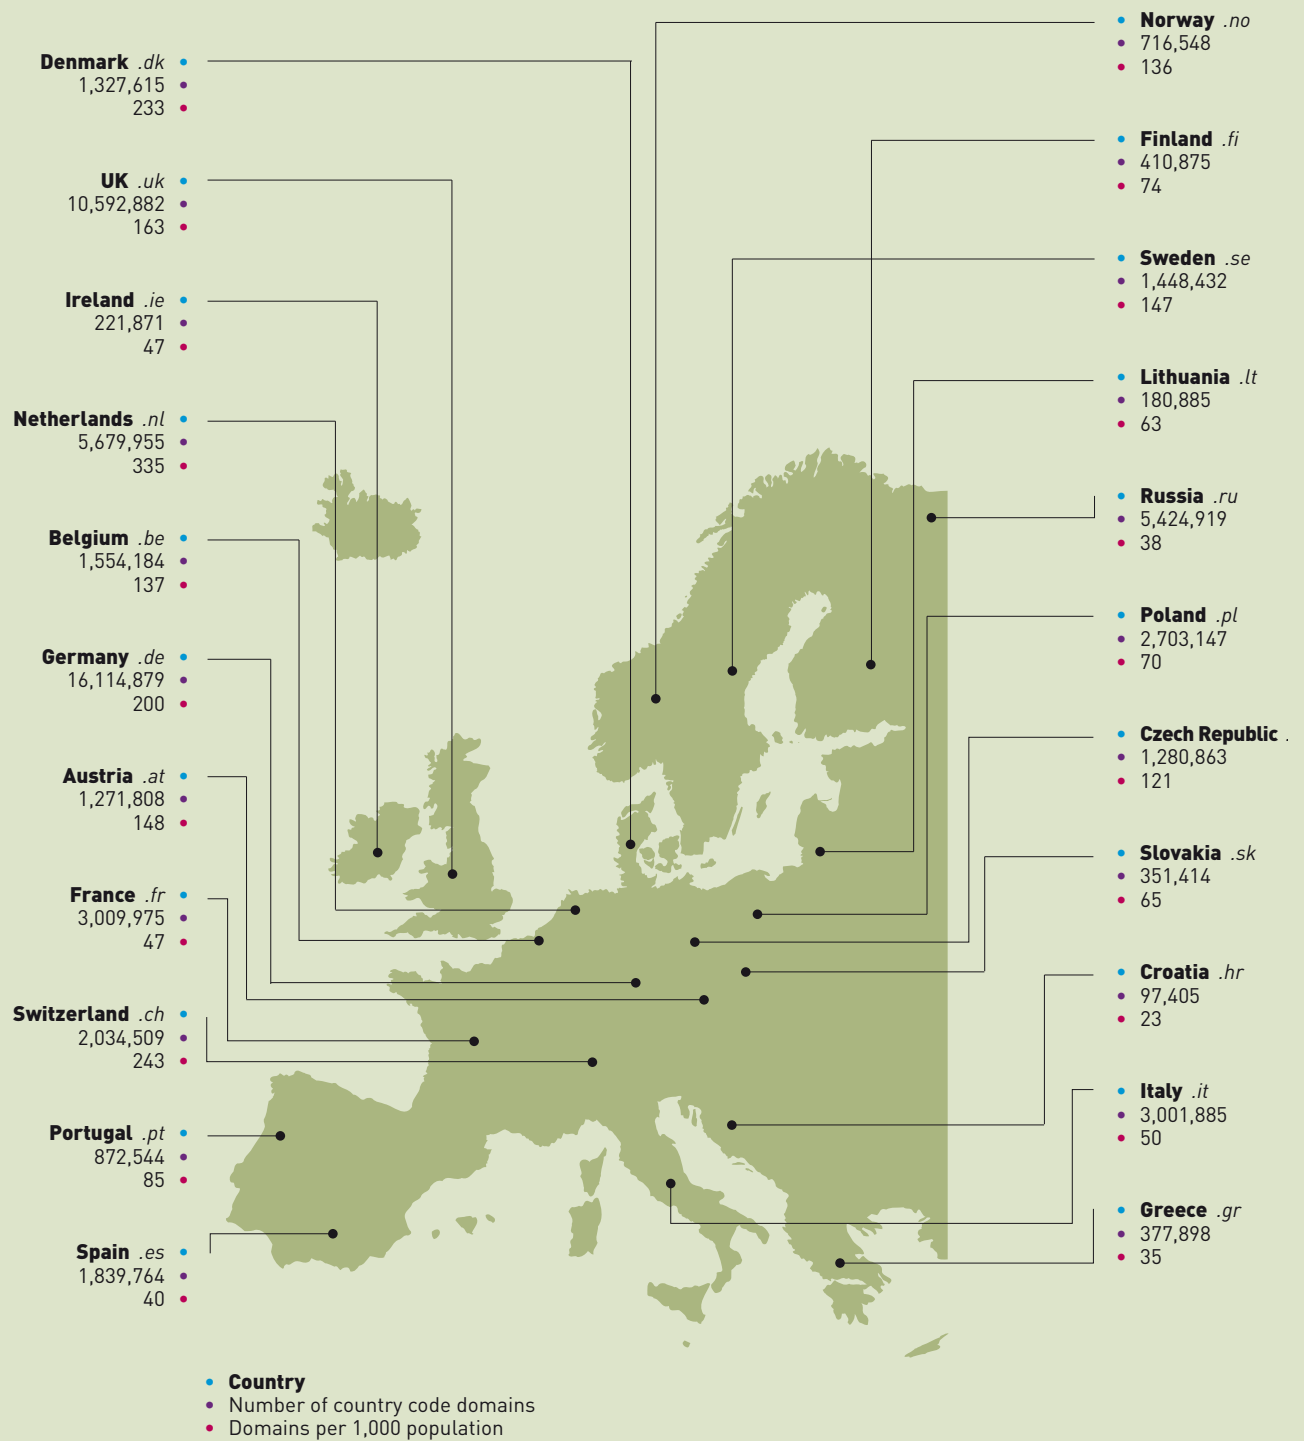 Denmark .dk
1,327,615
233
UK .uk
10,592,882
163
Ireland .ie
221,871
47
Netherlands .nl
5,679,955
335
Belgium .be
1,554,184
137
Germany .de
16,114,879
200
Austria .at
1,271,808
148
France .fr
3,009,975
47
Switzerland .ch
2,034,509
243
Portugal .pt
872,544
85
Spain .es
1,839,764
40
Norway .no
716,548
136
Finland .fi
410,875
74
Sweden .se
1,448,432
147
Lithuania .lt
180,885
63
Russia .ru
5,424,919
38
Poland .pl
2,703,147
70
Czech Republic .
1,280,863
121
Slovakia .sk
351,414
65
Croatia .hr
97,405
23
Italy .it
3,001,885
50
Greece .gr
377,898
35
Country
Number of country code domains
Domains per 1,000 population